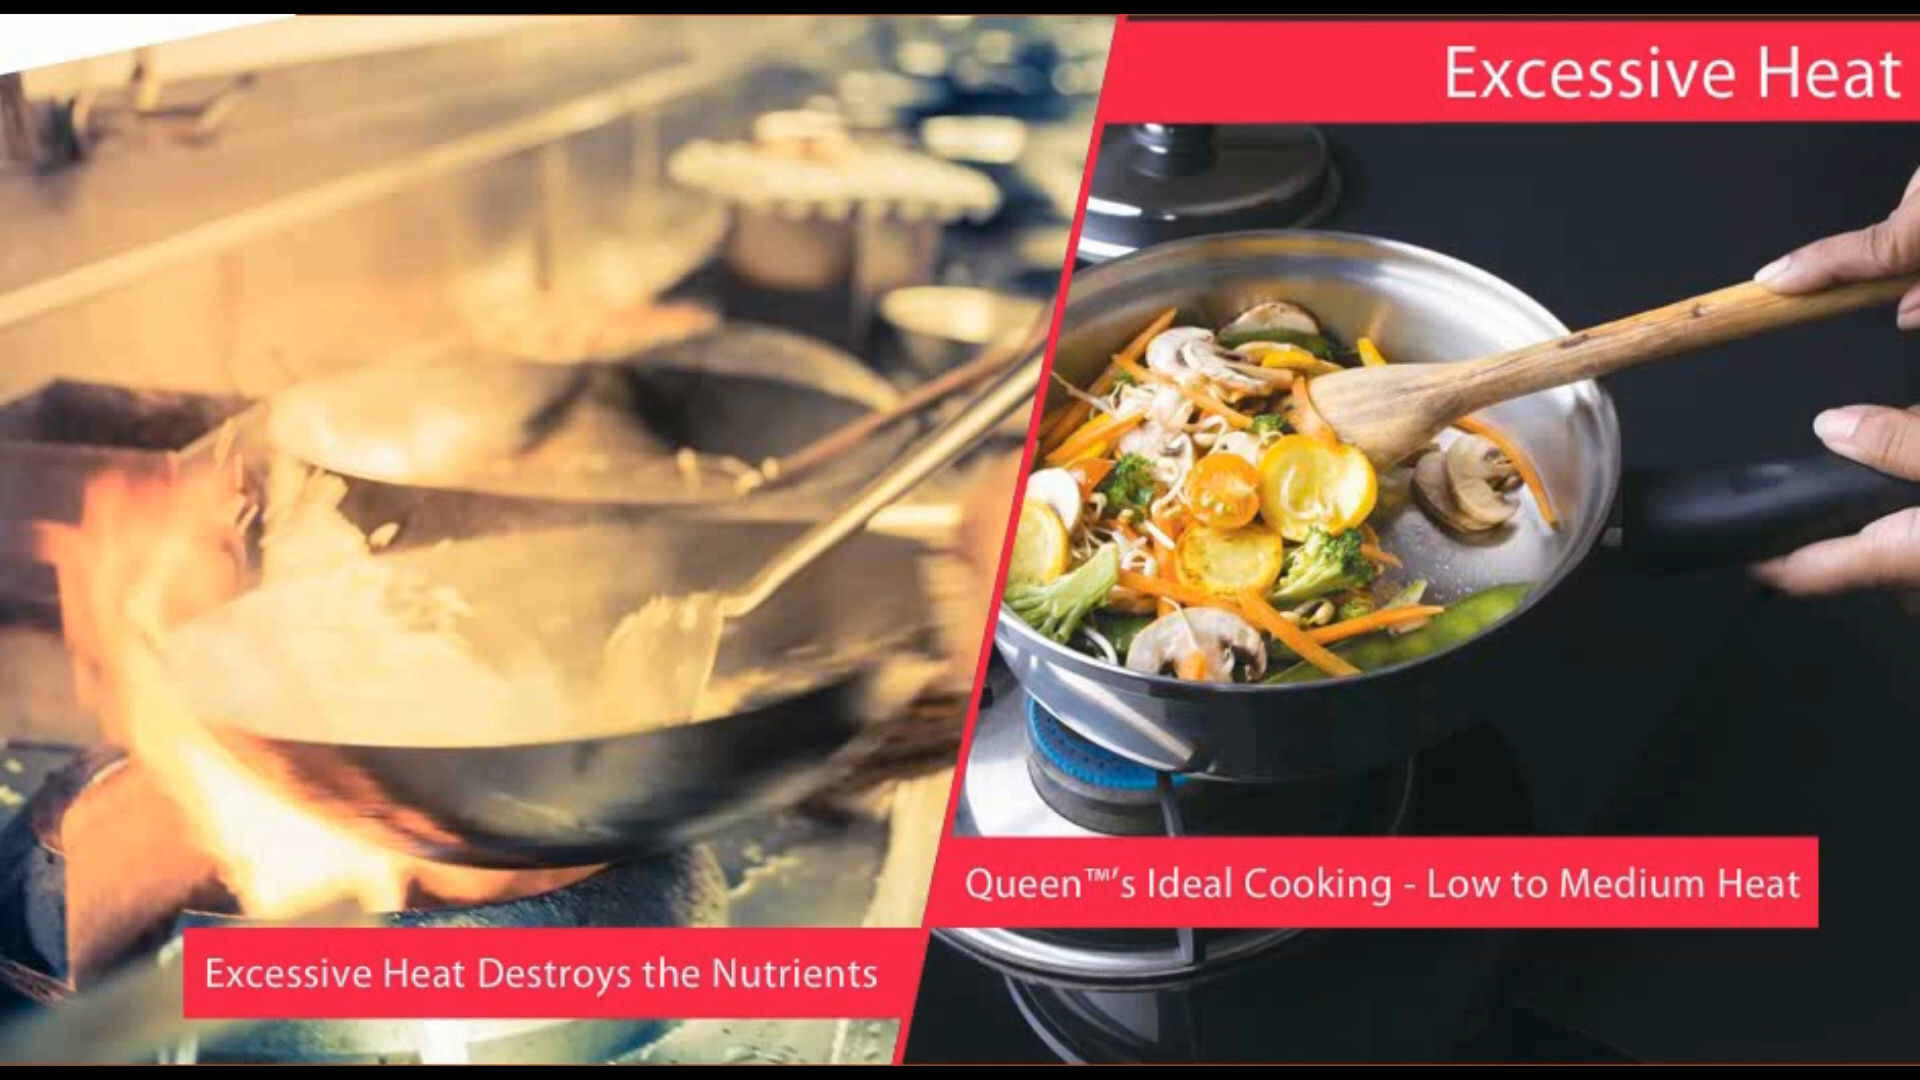 Excessive Heat
Queen™'s Ideal Cooking - Low to Medium Heat
Excessive Heat Destroys the Nutrients